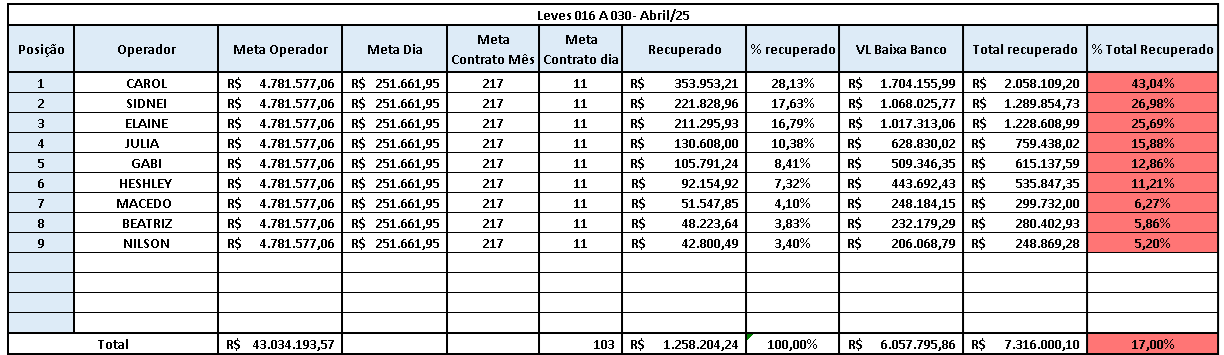 Leves 016 A 030- Abril/25
Posição Operador Meta Operador Meta Dia Meta Contrato Mês Meta Contrato dia Recuperado % recuperado VL Baixa Banco Total recuperado % Total Recuperado
1 CAROL R$ 4.781.577,06 R$ 251.661,95 217 11 R$ 353.953,21 28,13% R$ 1.704.155,99 R$ 2.058.109,20 43,04%
2 SIDNEI R$ 4.781.577,06 R$ 251.661,95 217 11 R$ 221.828,96 17,63% R$ 1.068.025,77 R$ 1.289.854,73 26,98%
3 ELAINE R$ 4.781.577,06 R$ 251.661,95 217 11 R$ 211.295,93 16,79% R$ 1.017.313,06 R$ 1.228.608,99 25,69%
4 JULIA R$ 4.781.577,06 R$ 251.661,95 217 11 R$ 130.608,00 10,38% R$ 628.830,02 R$ 759.438,02 15,88%
5 GABI R$ 4.781.577,06 R$ 251.661,95 217 11 R$ 105.791,24 8,41% R$ 509.346,35 R$ 615.137,59 12,86%
6 HESHLEY R$ 4.781.577,06 R$ 251.661,95 217 11 R$ 92.154,92 7,32% R$ 443.692,43 R$ 535.847,35 11,21%
7 MACEDO R$ 4.781.577,06 R$ 251.661,95 217 11 R$ 51.547,85 4,10% R$ 248.184,15 R$ 299.732,00 6,27%
8 BEATRIZ R$ 4.781.577,06 R$ 251.661,95 217 11 R$ 48.223,64 3,83% R$ 232.179,29 R$ 280.402,93 5,86%
9 NILSON R$ 4.781.577,06 R$ 251.661,95 217 11 R$ 42.800,49 3,40% R$ 206.068,79 R$ 248.869,28 5,20%
Total R$ 43.034.193,57 103 R$ 1.258.204,24 100,00% R$ 6.057.795,86 R$ 7.316.000,10 17,00%